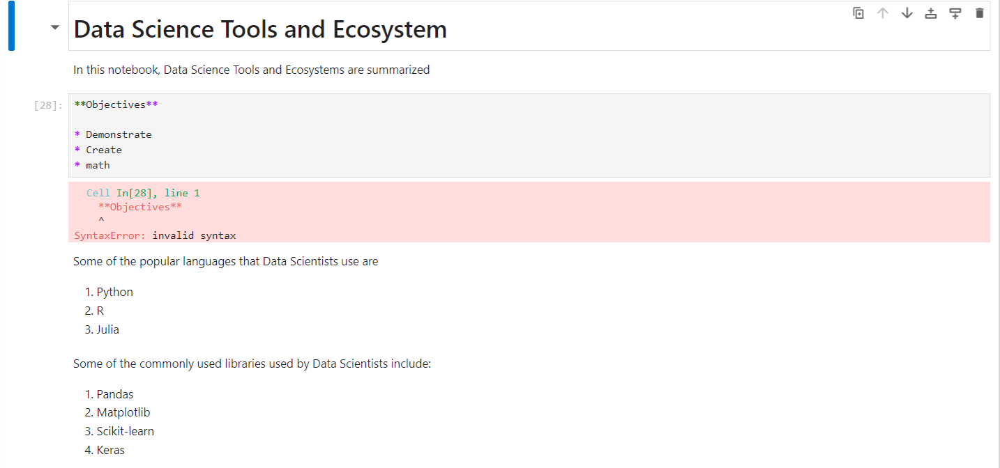 Data Science Tools and Ecosystem
In this notebook, Data Science Tools and Ecosystems are summarized
[28]: **Objectives**
* Demonstrate
* Create
* math
Cell In[28], line 1
**Objectives**
^
SyntaxError: invalid syntax
Some of the popular languages that Data Scientists use are
1. Python
2. R
3. Julia
Some of the commonly used libraries used by Data Scientists include:
1. Pandas
2. Matplotlib
3. Scikit-learn
4. Keras